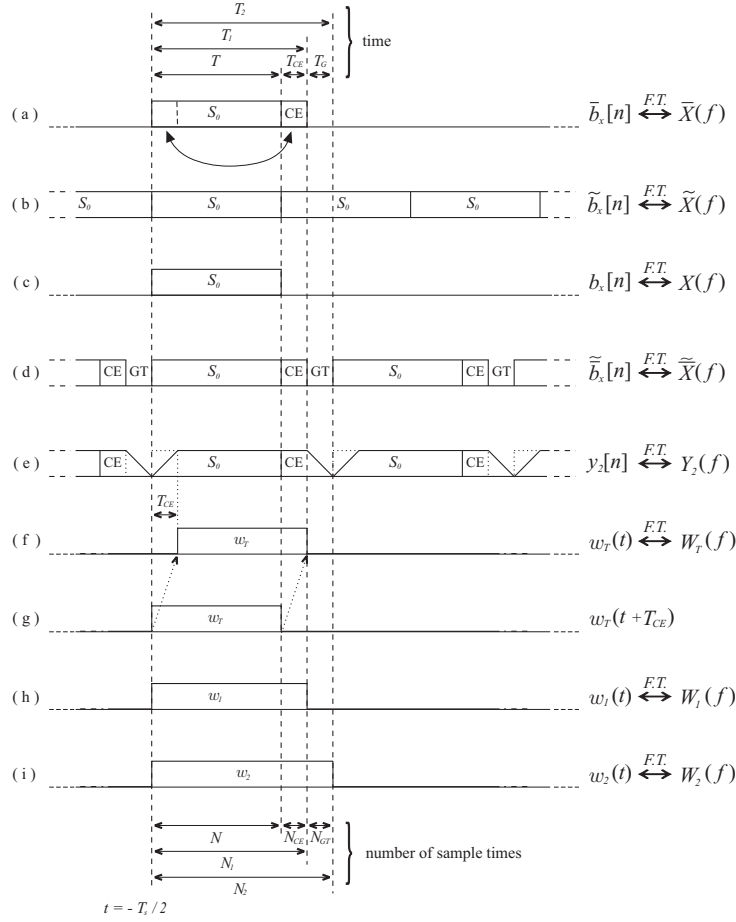 T₂
T₁
time
T T_CE T_G
(a) S₀ CE b̄ₓ[n] F.T. ⟷ X̄(f)
(b) S₀ S₀ S₀ S₀ b̃ₓ[n] F.T. ⟷ X̃(f)
(c) S₀ bₓ[n] F.T. ⟷ X(f)
(d) CE GT S₀ CE GT S₀ CE GT b̄̃ₓ[n] F.T. ⟷ X̄̃(f)
(e) CE S₀ CE S₀ CE y₂[n] F.T. ⟷ Y₂(f)
T_CE
(f) w_T w_T(t) F.T. ⟷ W_T(f)
(g) w_T w_T(t + T_CE)
(h) w₁ w₁(t) F.T. ⟷ W₁(f)
(i) w₂ w₂(t) F.T. ⟷ W₂(f)
N N_CE N_GT
number of sample times
N₁
N₂
t = - T_s / 2